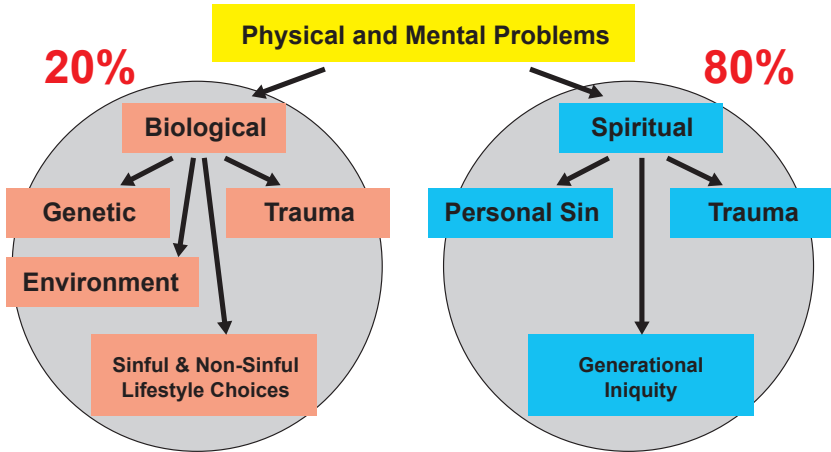 Physical and Mental Problems
20%
80%
Biological
Spiritual
Genetic
Trauma
Personal Sin
Trauma
Environment
Sinful & Non-Sinful
Lifestyle Choices
Generational
Iniquity